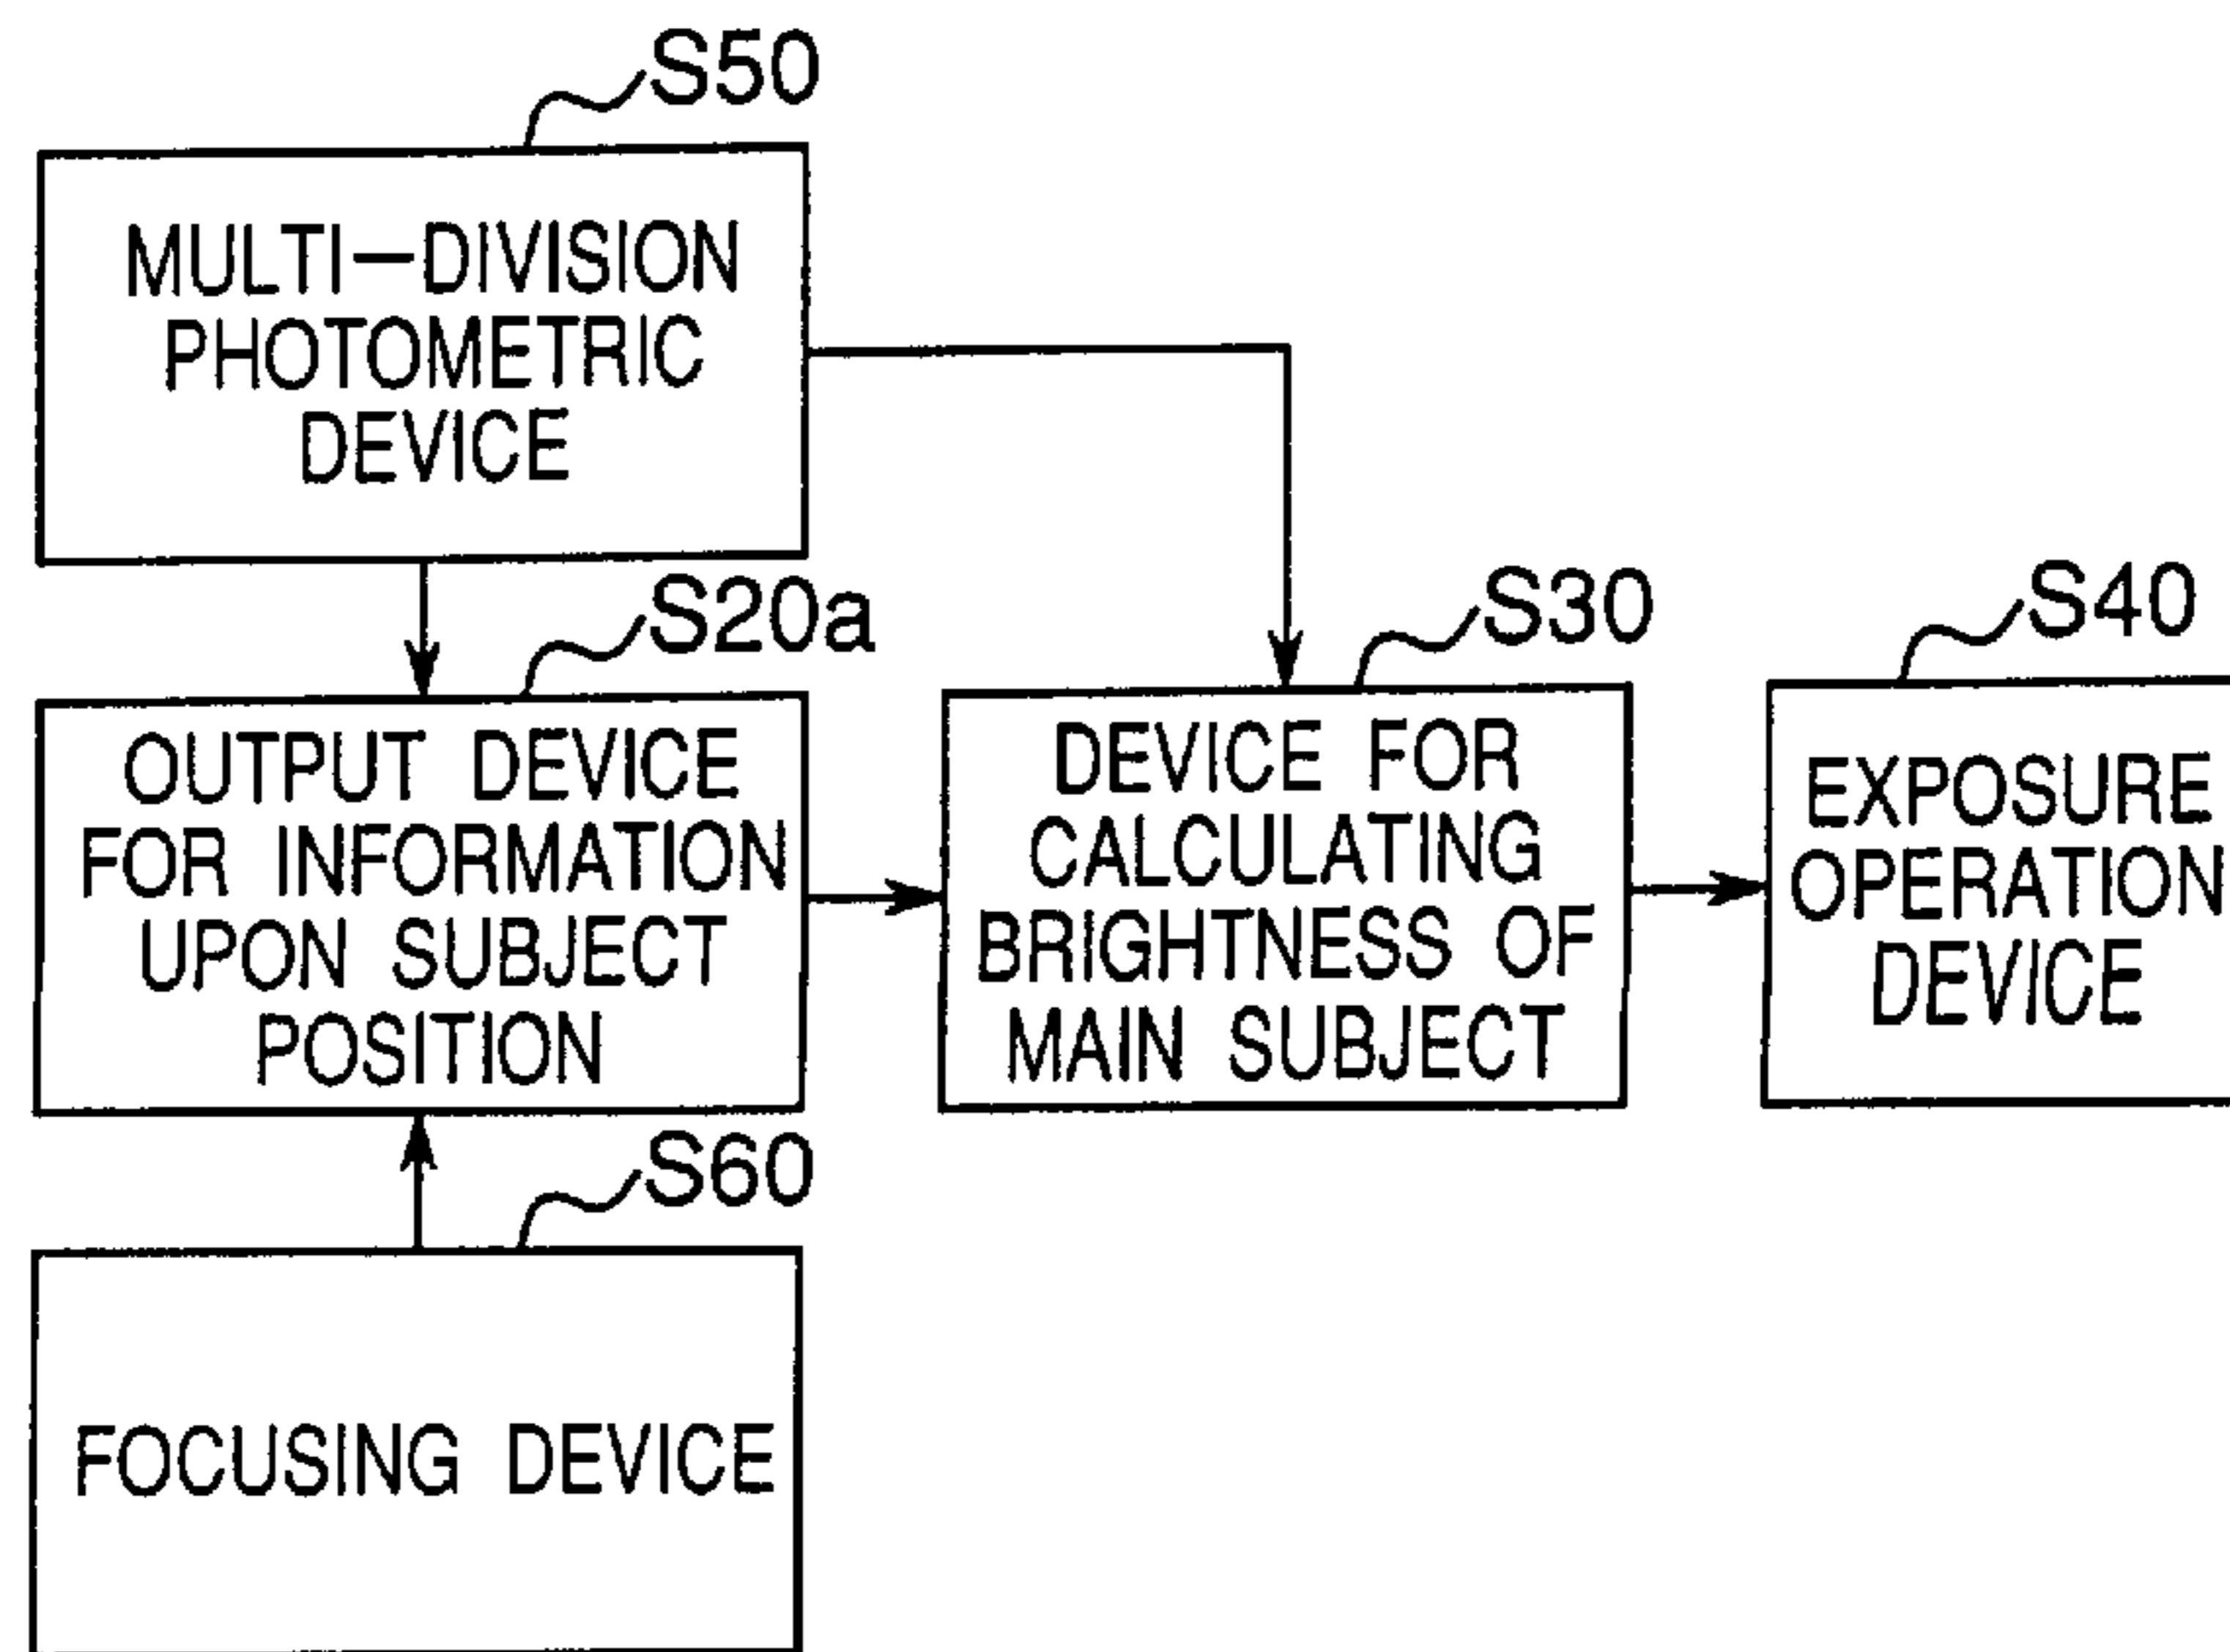 S50
MULTI-DIVISION
PHOTOMETRIC
DEVICE
S20a
OUTPUT DEVICE
FOR INFORMATION
UPON SUBJECT
POSITION
S30
DEVICE FOR
CALCULATING
BRIGHTNESS OF
MAIN SUBJECT
S40
EXPOSURE
OPERATION
DEVICE
S60
FOCUSING DEVICE